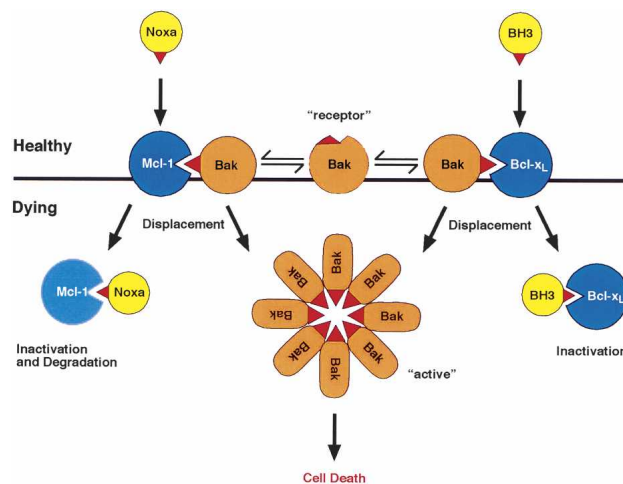 Noxa
BH3
"receptor"
Healthy
Mcl-1
Bak
Bak
Bak
Bcl-xL
Dying
Displacement
Displacement
Bak
Bak
Bak
Bak
Bak
Bak
Bak
Bak
Mcl-1
Noxa
BH3
Bcl-xL
Inactivation
and Degradation
"active"
Inactivation
Cell Death